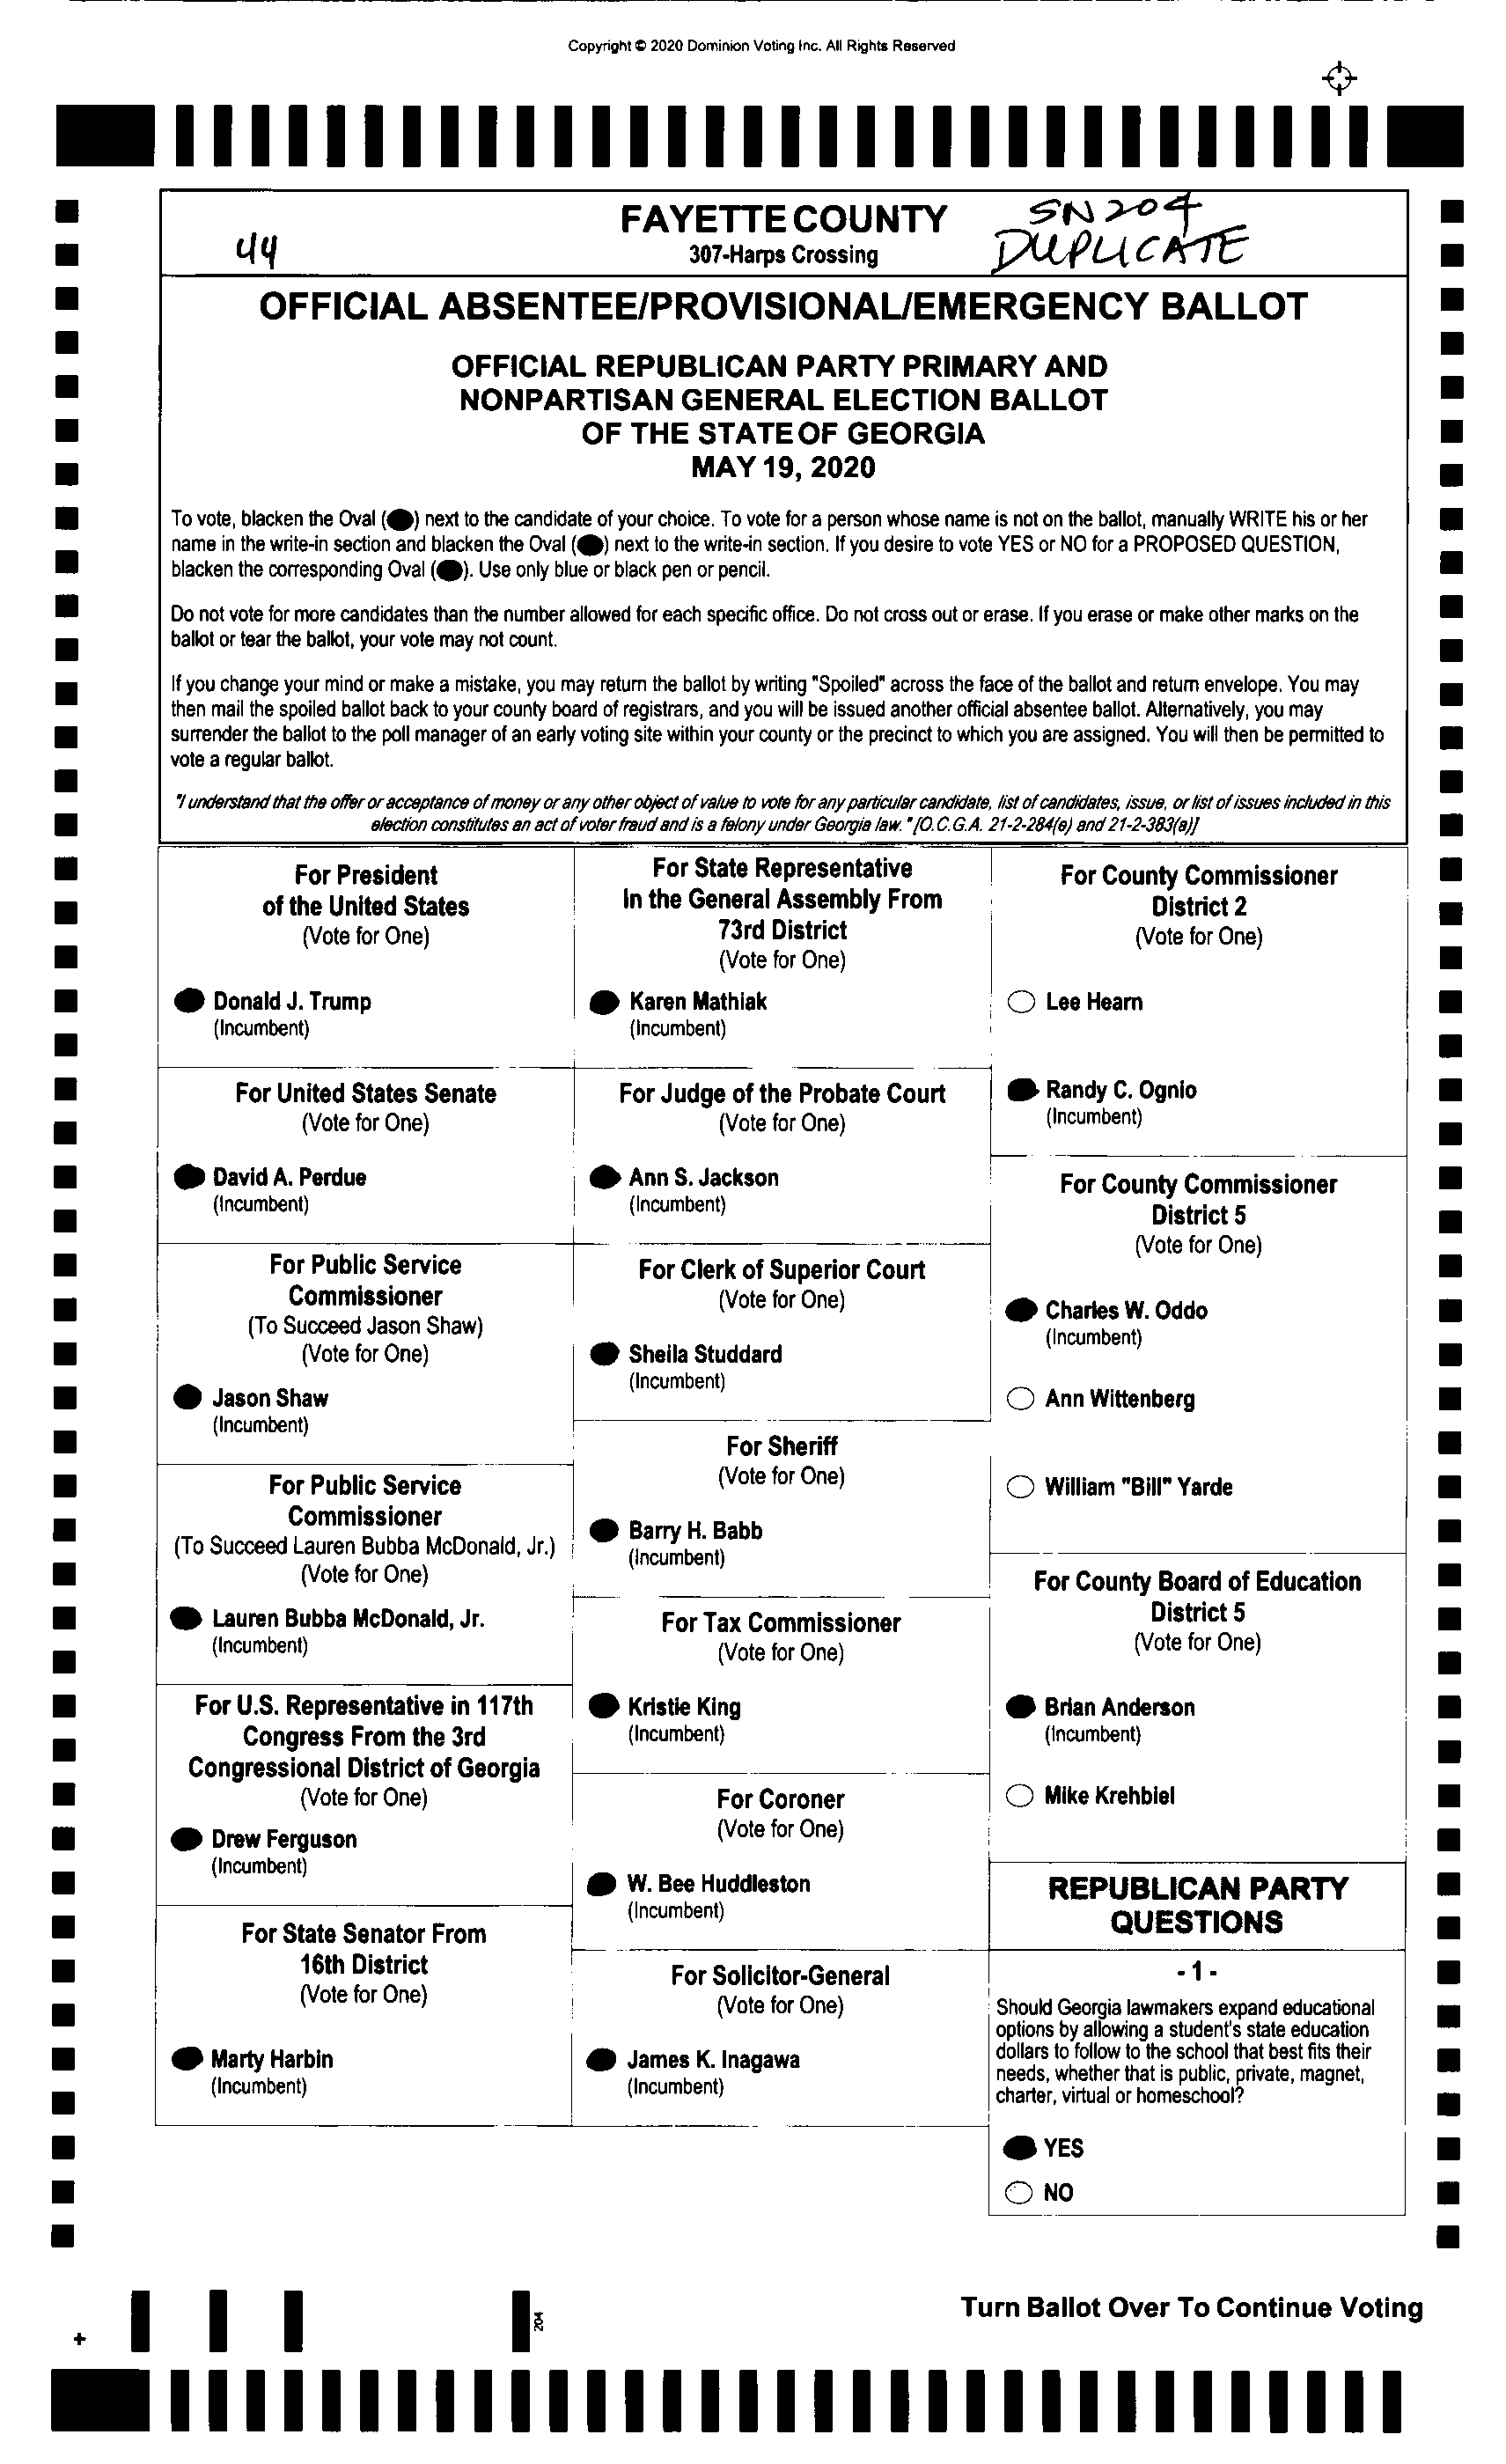 Copyright © 2020 Dominion Voting Inc. All Rights Reserved
FAYETTE COUNTY
307-Harps Crossing
44
SN 204
DUPLICATE
OFFICIAL ABSENTEE/PROVISIONAL/EMERGENCY BALLOT
OFFICIAL REPUBLICAN PARTY PRIMARY AND
NONPARTISAN GENERAL ELECTION BALLOT
OF THE STATE OF GEORGIA
MAY 19, 2020
To vote, blacken the Oval ( ) next to the candidate of your choice. To vote for a person whose name is not on the ballot, manually WRITE his or her
name in the write-in section and blacken the Oval ( ) next to the write-in section. If you desire to vote YES or NO for a PROPOSED QUESTION,
blacken the corresponding Oval ( ). Use only blue or black pen or pencil.
Do not vote for more candidates than the number allowed for each specific office. Do not cross out or erase. If you erase or make other marks on the
ballot or tear the ballot, your vote may not count.
If you change your mind or make a mistake, you may return the ballot by writing "Spoiled" across the face of the ballot and return envelope. You may
then mail the spoiled ballot back to your county board of registrars, and you will be issued another official absentee ballot. Alternatively, you may
surrender the ballot to the poll manager of an early voting site within your county or the precinct to which you are assigned. You will then be permitted to
vote a regular ballot.
"I understand that the offer or acceptance of money or any other object of value to vote for any particular candidate, list of candidates, issue, or list of issues included in this
election constitutes an act of voter fraud and is a felony under Georgia law." [O.C.G.A. 21-2-284(e) and 21-2-383(a)]
For President
of the United States
(Vote for One)
Donald J. Trump
(Incumbent)
For United States Senate
(Vote for One)
David A. Perdue
(Incumbent)
For Public Service
Commissioner
(To Succeed Jason Shaw)
(Vote for One)
Jason Shaw
(Incumbent)
For Public Service
Commissioner
(To Succeed Lauren Bubba McDonald, Jr.)
(Vote for One)
Lauren Bubba McDonald, Jr.
(Incumbent)
For U.S. Representative in 117th
Congress From the 3rd
Congressional District of Georgia
(Vote for One)
Drew Ferguson
(Incumbent)
For State Senator From
16th District
(Vote for One)
Marty Harbin
(Incumbent)
For State Representative
In the General Assembly From
73rd District
(Vote for One)
Karen Mathiak
(Incumbent)
For Judge of the Probate Court
(Vote for One)
Ann S. Jackson
(Incumbent)
For Clerk of Superior Court
(Vote for One)
Sheila Studdard
(Incumbent)
For Sheriff
(Vote for One)
Barry H. Babb
(Incumbent)
For Tax Commissioner
(Vote for One)
Kristie King
(Incumbent)
For Coroner
(Vote for One)
W. Bee Huddleston
(Incumbent)
For Solicitor-General
(Vote for One)
James K. Inagawa
(Incumbent)
For County Commissioner
District 2
(Vote for One)
Lee Hearn
Randy C. Ognio
(Incumbent)
For County Commissioner
District 5
(Vote for One)
Charles W. Oddo
(Incumbent)
Ann Wittenberg
William "Bill" Yarde
For County Board of Education
District 5
(Vote for One)
Brian Anderson
(Incumbent)
Mike Krehbiel
REPUBLICAN PARTY
QUESTIONS
- 1 -
Should Georgia lawmakers expand educational
options by allowing a student's state education
dollars to follow to the school that best fits their
needs, whether that is public, private, magnet,
charter, virtual or homeschool?
YES
NO
Turn Ballot Over To Continue Voting
204